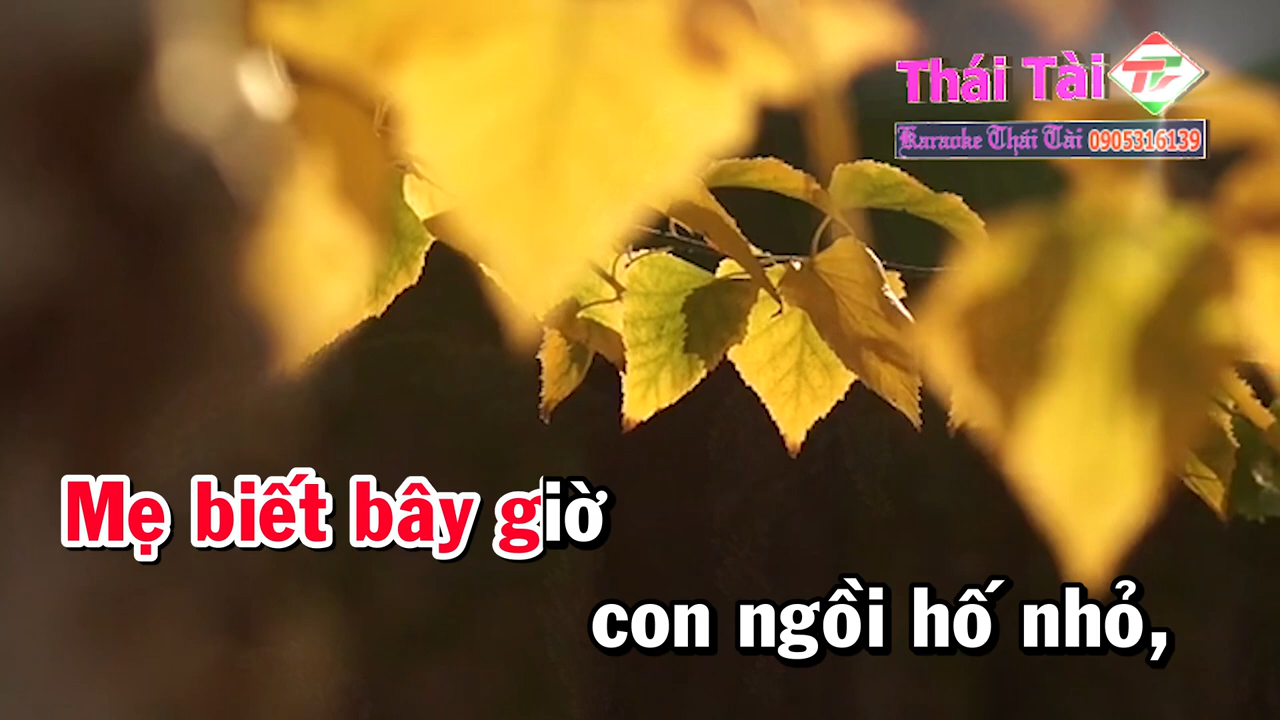 Thái Tài
Karaoke Thái Tài 0905316139
Mẹ biết bây giờ
con ngồi hố nhỏ,